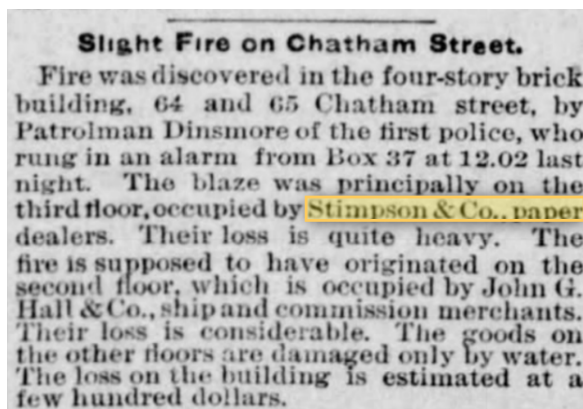 Slight Fire on Chatham Street.
Fire was discovered in the four-story brick
building, 64 and 65 Chatham street, by
Patrolman Dinsmore of the first police, who
rung in an alarm from Box 37 at 12.02 last
night. The blaze was principally on the
third floor, occupied by Stimpson & Co., paper
dealers. Their loss is quite heavy. The
fire is supposed to have originated on the
second floor, which is occupied by John G.
Hall & Co., ship and commission merchants.
Their loss is considerable. The goods on
the other floors are damaged only by water.
The loss on the building is estimated at a
few hundred dollars.